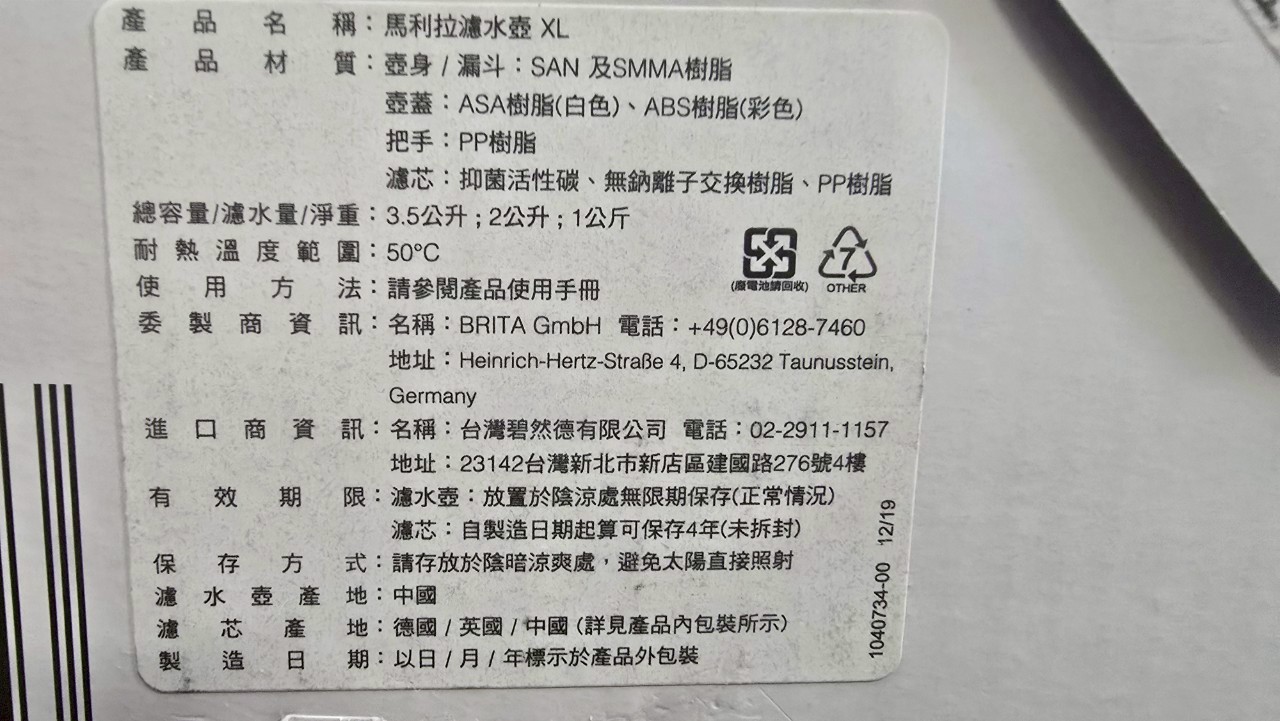 產品名稱：馬利拉濾水壺 XL
產品材質：壺身 / 漏斗：SAN 及SMMA樹脂
壺蓋：ASA樹脂(白色)、ABS樹脂(彩色)
把手：PP樹脂
濾芯：抑菌活性碳、無鈉離子交換樹脂、PP樹脂
總容量/濾水量/淨重：3.5公升；2公升；1公斤
耐熱溫度範圍：50°C
使用方法：請參閱產品使用手冊
(廢電池請回收)
7
OTHER
委製商資訊：名稱：BRITA GmbH 電話：+49(0)6128-7460
地址：Heinrich-Hertz-Straße 4, D-65232 Taunusstein,
Germany
進口商資訊：名稱：台灣碧然德有限公司 電話：02-2911-1157
地址：23142台灣新北市新店區建國路276號4樓
有效期限：濾水壺：放置於陰涼處無限期保存(正常情況)
濾芯：自製造日期起算可保存4年(未拆封)
保存方式：請存放於陰暗涼爽處，避免太陽直接照射
濾水壺產地：中國
濾芯產地：德國 / 英國 / 中國 (詳見產品內包裝所示)
製造日期：以日 / 月 / 年標示於產品外包裝
1040734-00 12/19